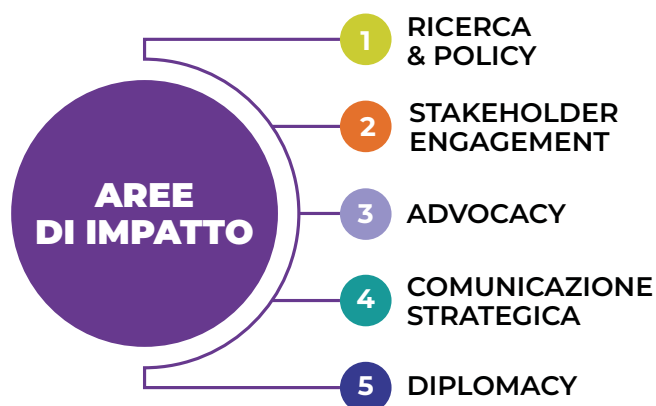 AREE
DI IMPATTO
1
RICERCA
& POLICY
2
STAKEHOLDER
ENGAGEMENT
3
ADVOCACY
4
COMUNICAZIONE
STRATEGICA
5
DIPLOMACY